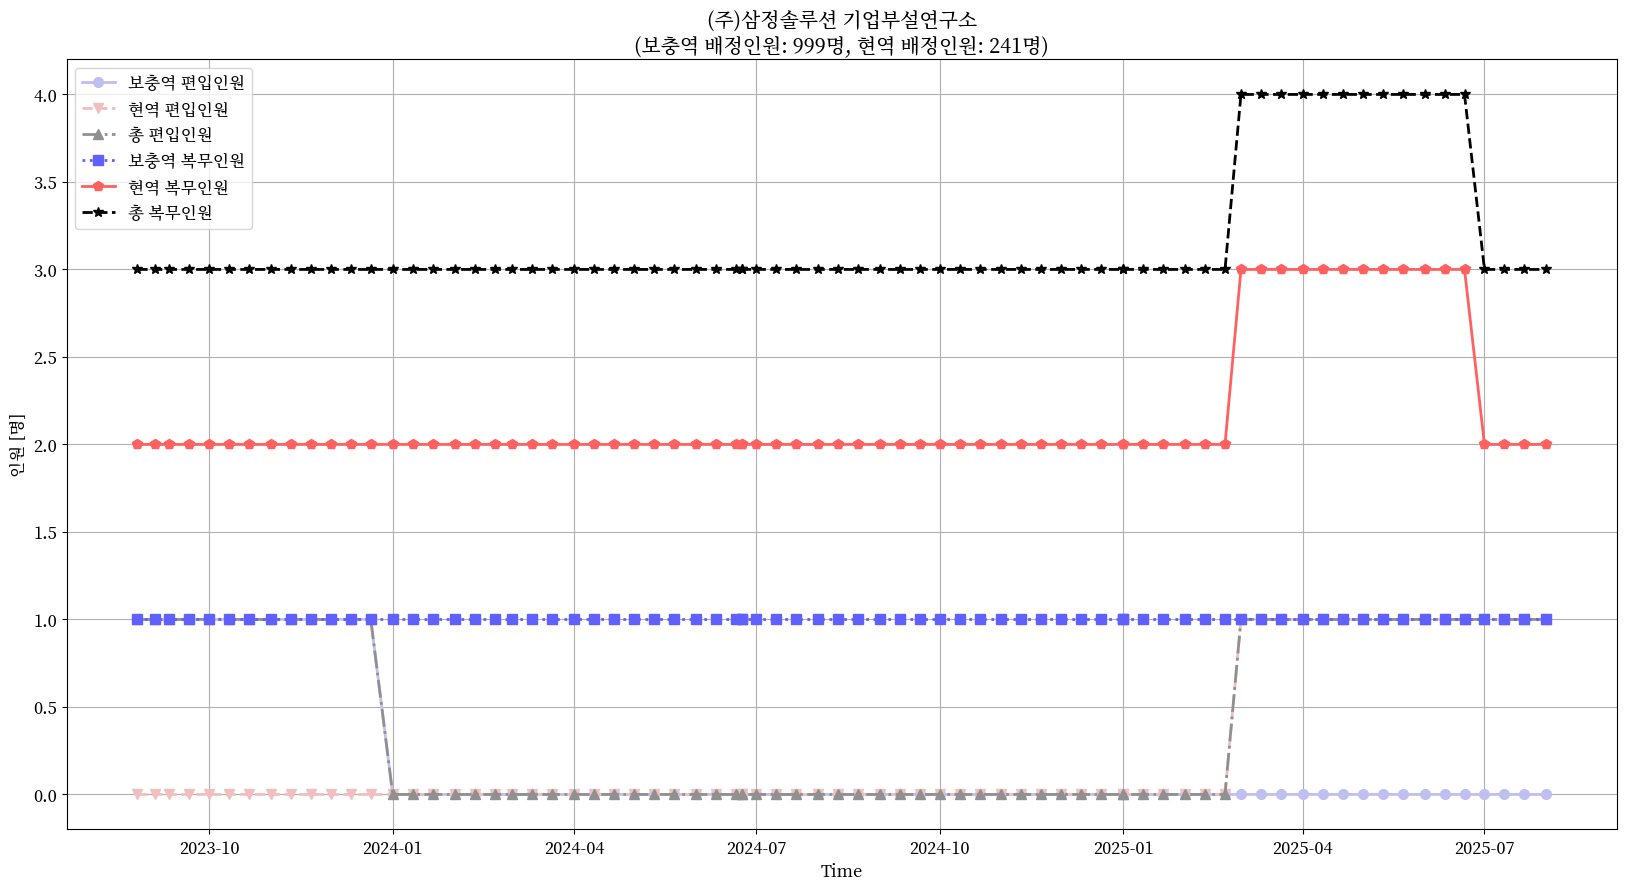 (주)삼정솔루션 기업부설연구소
(보충역 배정인원: 999명, 현역 배정인원: 241명)
보충역 편입인원
현역 편입인원
총 편입인원
보충역 복무인원
현역 복무인원
총 복무인원
4.0
3.5
3.0
2.5
2.0
1.5
1.0
0.5
0.0
인원 [명]
2023-10
2024-01
2024-04
2024-07
2024-10
2025-01
2025-04
2025-07
Time